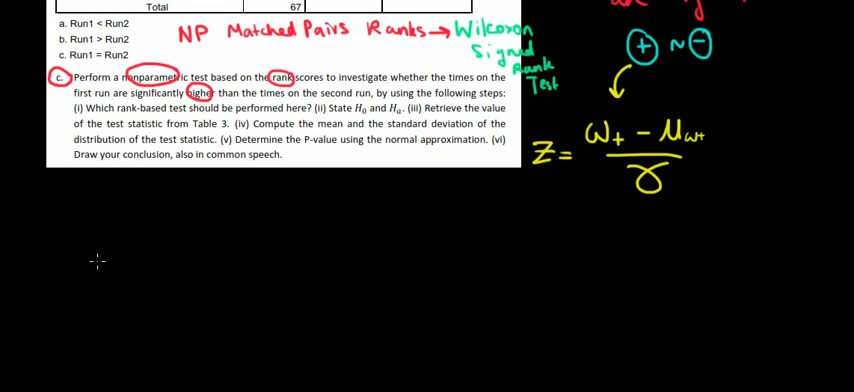 Total 67
a. Run1 < Run2
b. Run1 > Run2
c. Run1 = Run2
NP Matched Pairs Ranks → Wilcoxon
Signed
Rank
Test
+ ~ −
c. Perform a nonparametric test based on the rank scores to investigate whether the times on the
first run are significantly higher than the times on the second run, by using the following steps:
(i) Which rank-based test should be performed here? (ii) State H₀ and Hₐ. (iii) Retrieve the value
of the test statistic from Table 3. (iv) Compute the mean and the standard deviation of the
distribution of the test statistic. (v) Determine the P-value using the normal approximation. (vi)
Draw your conclusion, also in common speech.
Z = W+ − μw+
γ